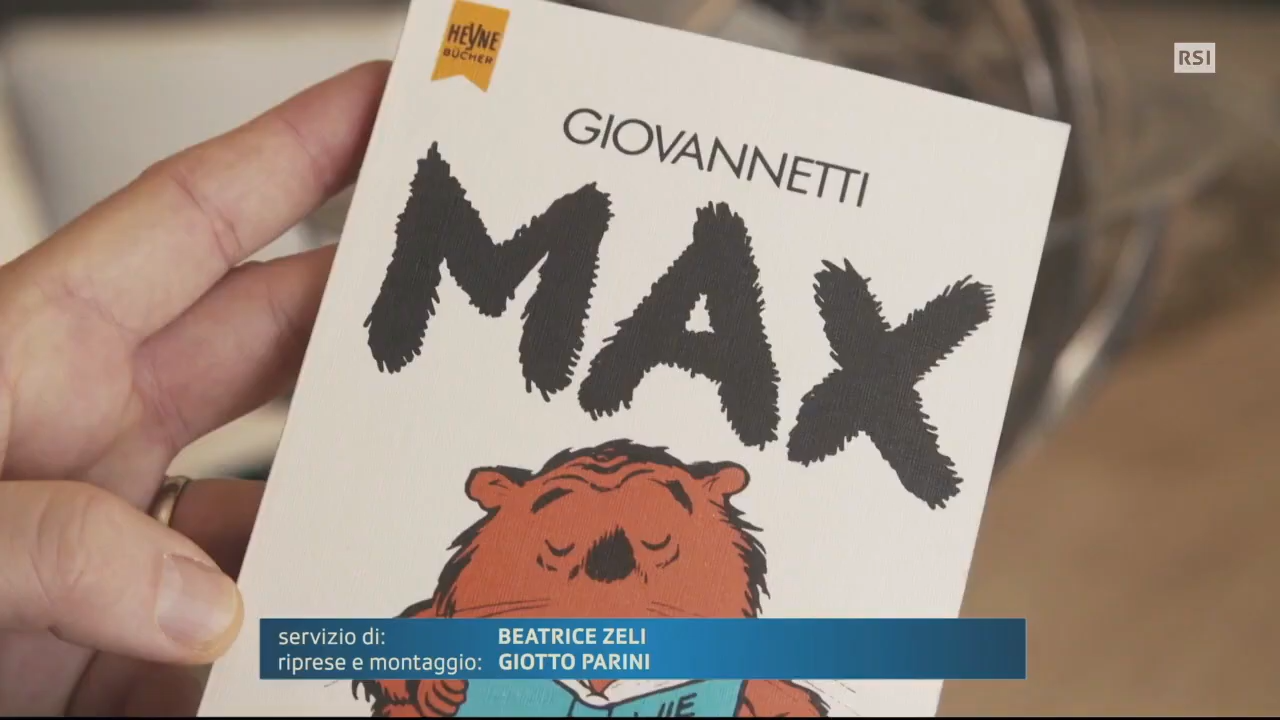 HEYNE
BÜCHER
RSI
GIOVANNETTI
MAX
servizio di: BEATRICE ZELI
riprese e montaggio: GIOTTO PARINI